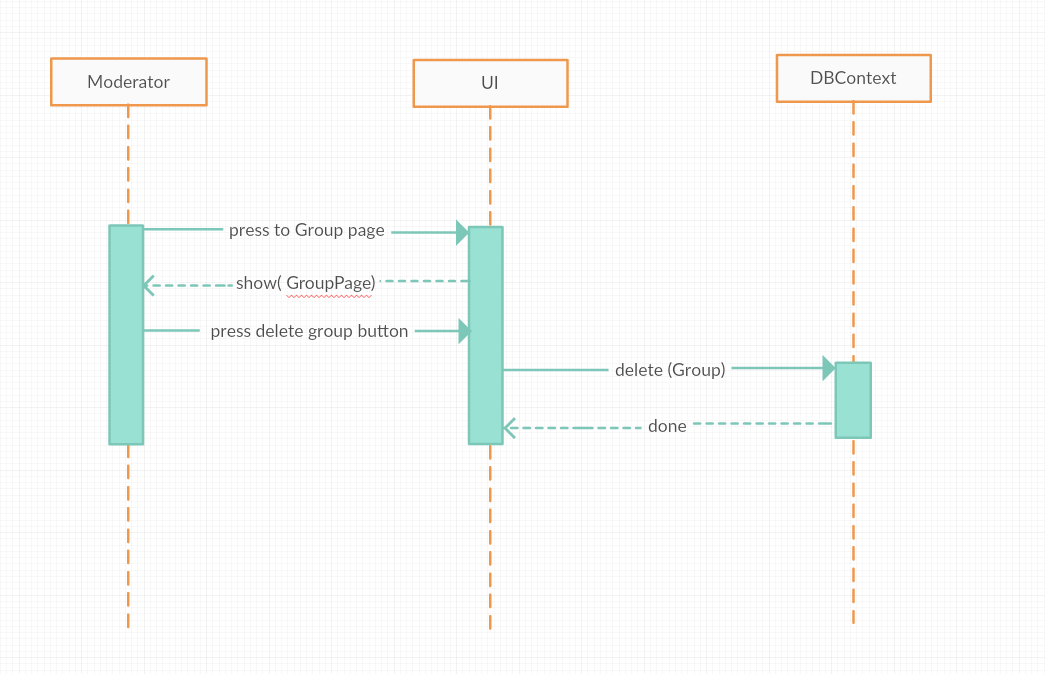 Moderator
UI
DBContext
press to Group page
show( GroupPage)
press delete group button
delete (Group)
done